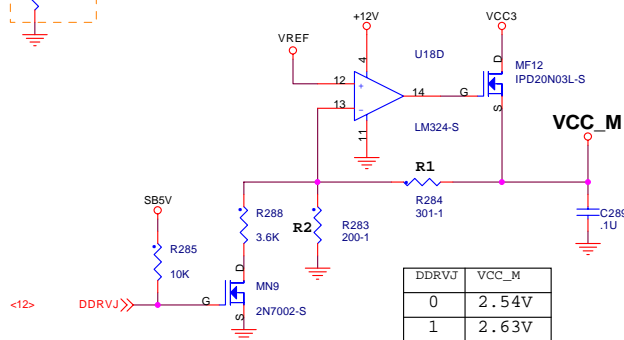 +12V
VCC3
VREF
U18D
D
MF12
IPD20N03L-S
4
12
+
14
G
13
-
S
11
LM324-S
VCC_M
R1
R284
301-1
SB5V
R288
3.6K
R2
R283
200-1
C289
.1U
R285
10K
D
MN9
<12>
DDRVJ
G
2N7002-S
S
DDRVJ VCC_M
0 2.54V
1 2.63V